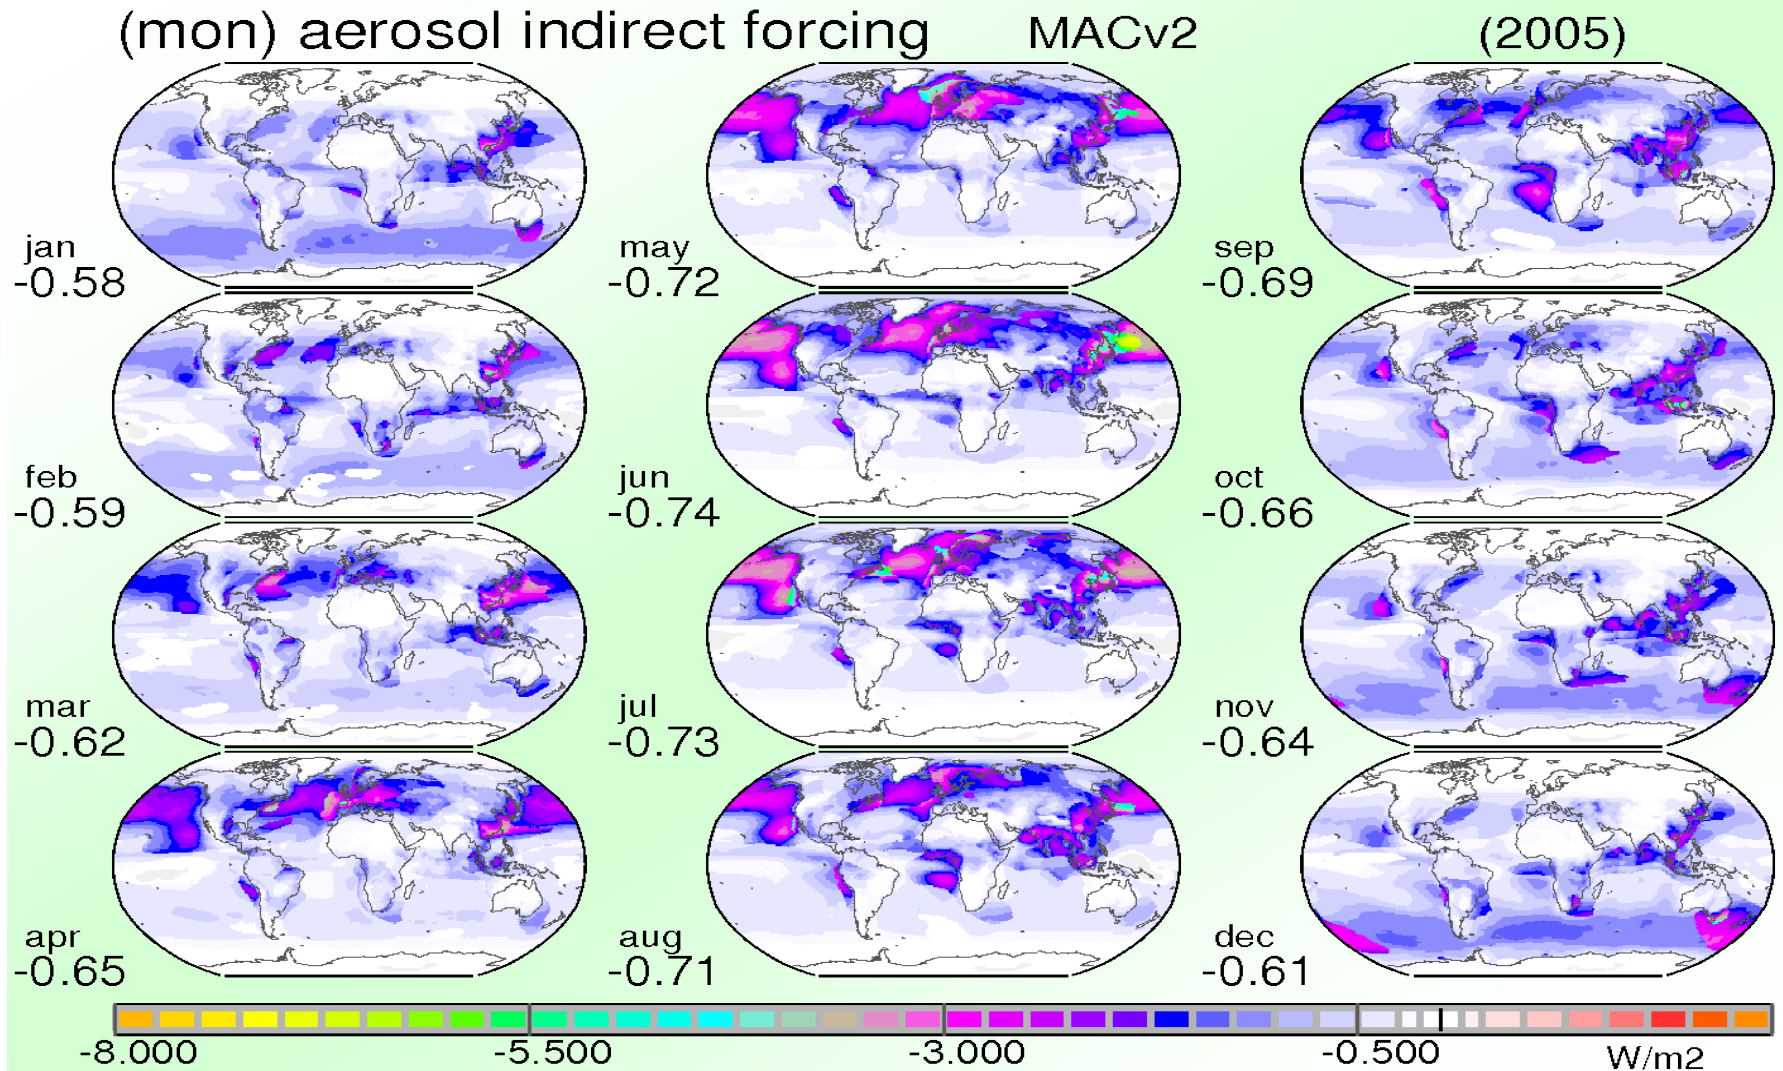 (mon) aerosol indirect forcing MACv2 (2005)
jan
-0.58
may
-0.72
sep
-0.69
feb
-0.59
jun
-0.74
oct
-0.66
mar
-0.62
jul
-0.73
nov
-0.64
apr
-0.65
aug
-0.71
dec
-0.61
-8.000 -5.500 -3.000 -0.500 W/m2